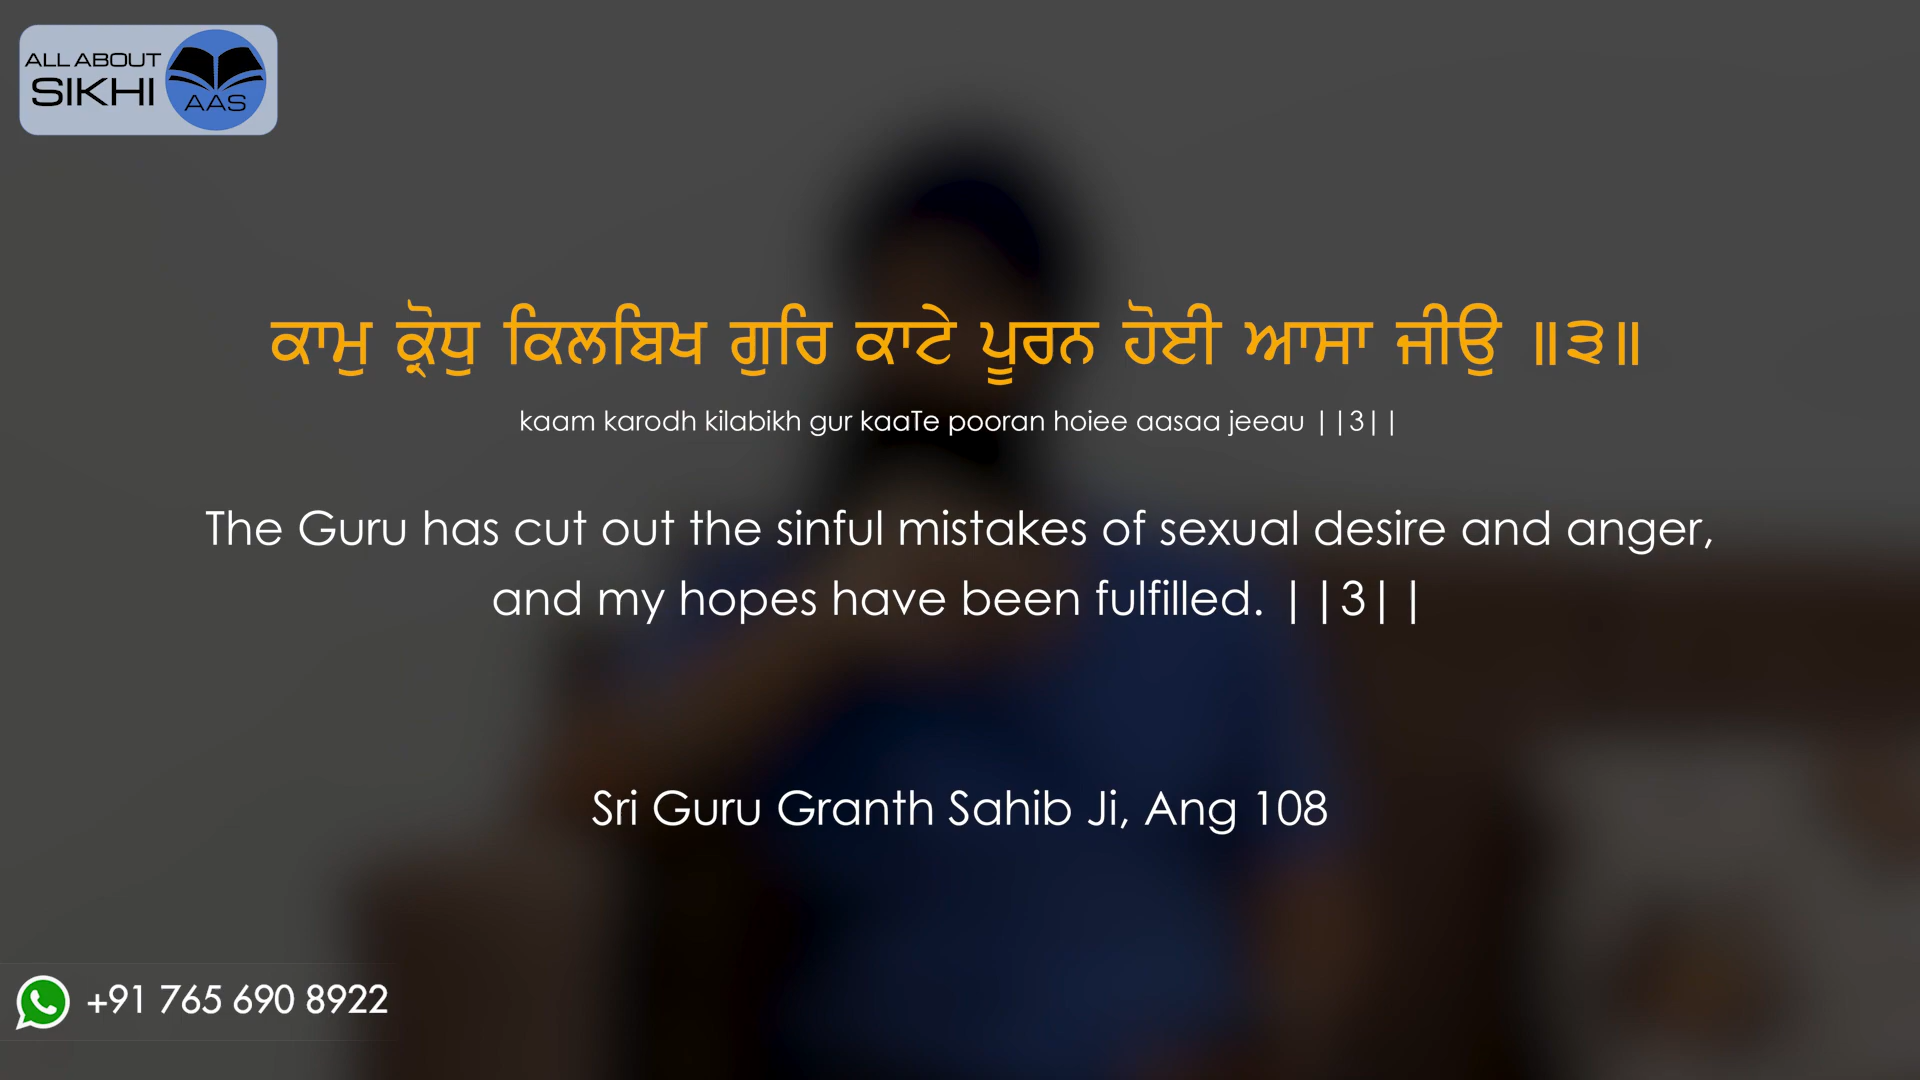 ALL ABOUT
SIKHI
AAS
ਕਾਮੁ ਕ੍ਰੋਧੁ ਕਿਲਬਿਖ ਗੁਰਿ ਕਾਟੇ ਪੂਰਨ ਹੋਈ ਆਸਾ ਜੀਉ ॥੩॥
kaam karodh kilabikh gur kaaTe pooran hoiee aasaa jeeau ||3||
The Guru has cut out the sinful mistakes of sexual desire and anger,
and my hopes have been fulfilled. ||3||
Sri Guru Granth Sahib Ji, Ang 108
+91 765 690 8922